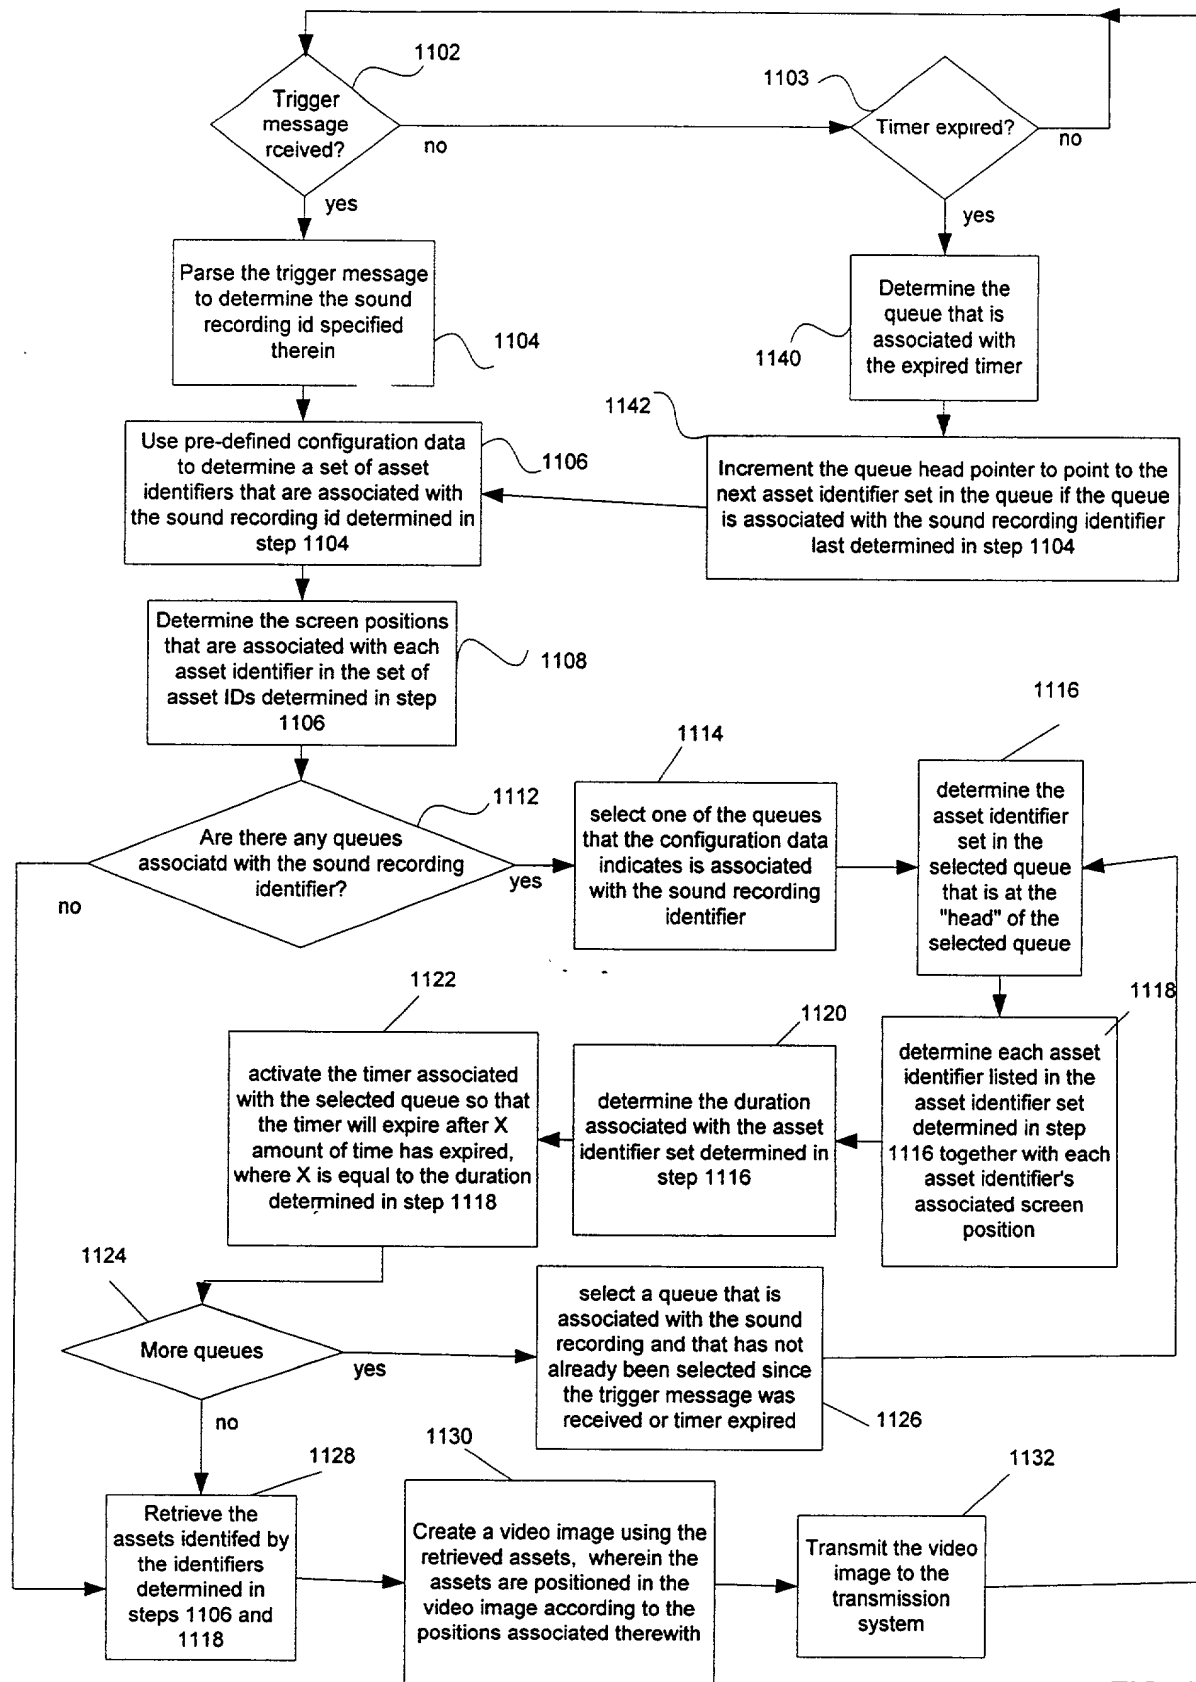 1102
Trigger
message
rceived?
no
yes
1103
Timer expired?
no
yes
Parse the trigger message
to determine the sound
recording id specified
therein
1104
Determine the
queue that is
associated with
the expired timer
1140
1142
Use pre-defined configuration data
to determine a set of asset
identifiers that are associated with
the sound recording id determined in
step 1104
1106
Increment the queue head pointer to point to the
next asset identifier set in the queue if the queue
is associated with the sound recording identifier
last determined in step 1104
Determine the screen positions
that are associated with each
asset identifier in the set of
asset IDs determined in step
1106
1108
1112
Are there any queues
associatd with the sound recording
identifier?
no
yes
1114
select one of the queues
that the configuration data
indicates is associated
with the sound recording
identifier
1116
determine the
asset identifier
set in the
selected queue
that is at the
"head" of the
selected queue
1118
determine each asset
identifier listed in the
asset identifier set
determined in step
1116 together with each
asset identifier's
associated screen
position
1120
determine the duration
associated with the asset
identifier set determined in
step 1116
1122
activate the timer associated
with the selected queue so that
the timer will expire after X
amount of time has expired,
where X is equal to the duration
determined in step 1118
1124
More queues
yes
no
select a queue that is
associated with the sound
recording and that has not
already been selected since
the trigger message was
received or timer expired
1126
1128
Retrieve the
assets identifed by
the identifiers
determined in
steps 1106 and
1118
1130
Create a video image using the
retrieved assets, wherein the
assets are positioned in the
video image according to the
positions associated therewith
1132
Transmit the video
image to the
transmission
system